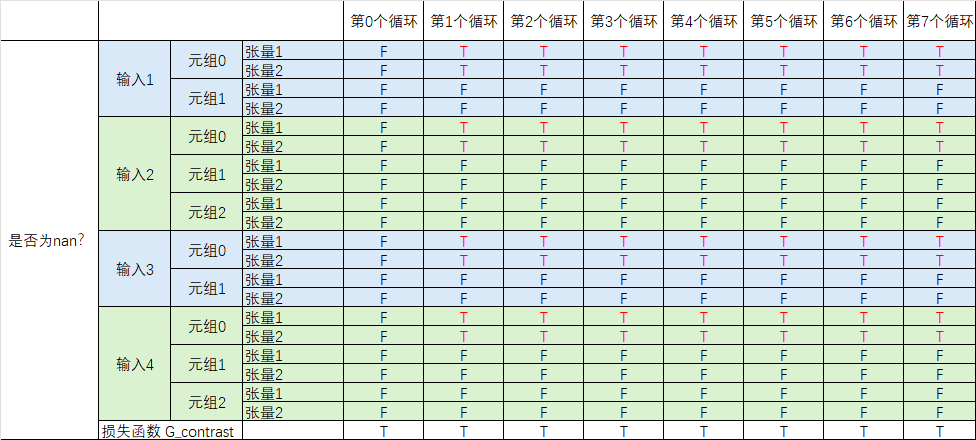 第0个循环 第1个循环 第2个循环 第3个循环 第4个循环 第5个循环 第6个循环 第7个循环
是否为nan?
输入1
元组0
张量1 F T T T T T T T
张量2 F T T T T T T T
元组1
张量1 F F F F F F F F
张量2 F F F F F F F F
输入2
元组0
张量1 F T T T T T T T
张量2 F T T T T T T T
元组1
张量1 F F F F F F F F
张量2 F F F F F F F F
元组2
张量1 F F F F F F F F
张量2 F F F F F F F F
输入3
元组0
张量1 F T T T T T T T
张量2 F T T T T T T T
元组1
张量1 F F F F F F F F
张量2 F F F F F F F F
输入4
元组0
张量1 F T T T T T T T
张量2 F T T T T T T T
元组1
张量1 F F F F F F F F
张量2 F F F F F F F F
元组2
张量1 F F F F F F F F
张量2 F F F F F F F F
损失函数 G_contrast T T T T T T T T